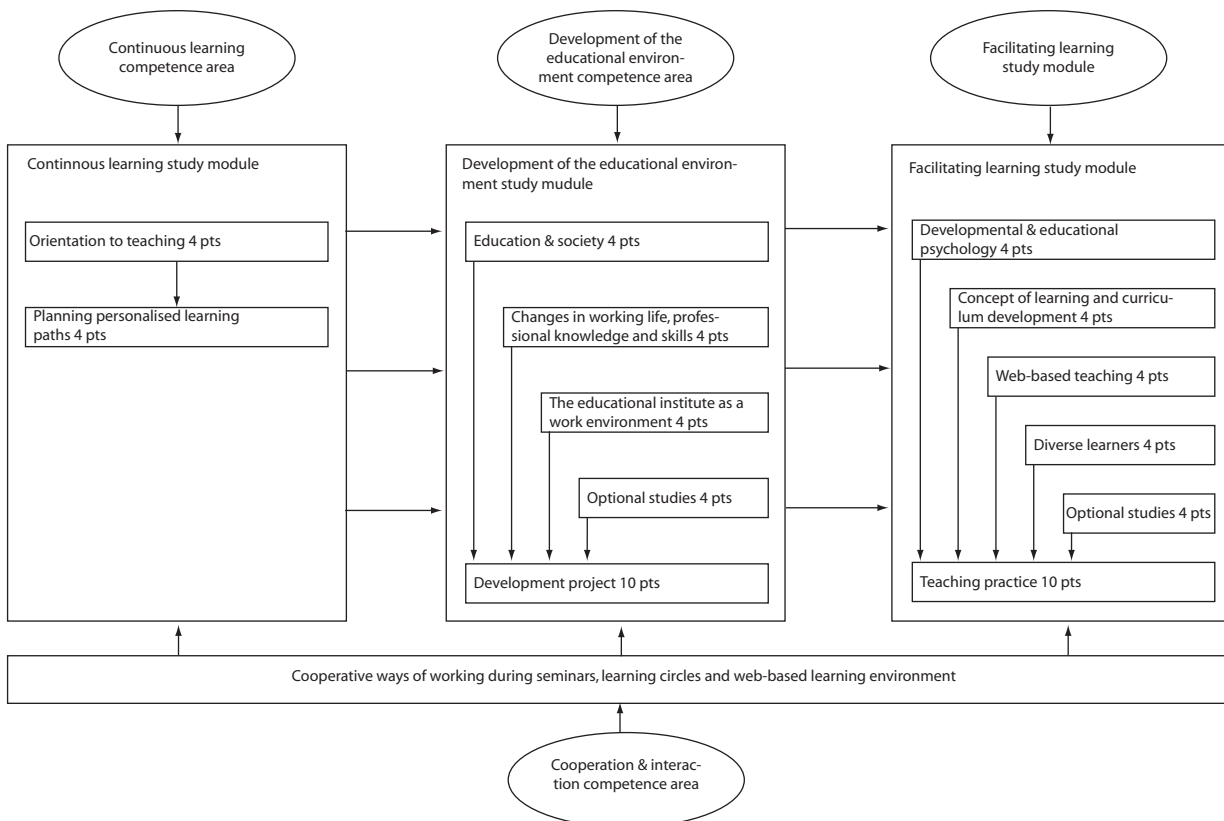 Continuous learning
competence area
Development of the
educational environ-
ment competence area
Facilitating learning
study module
Continnous learning study module
Orientation to teaching 4 pts
Planning personalised learning
paths 4 pts
Development of the educational environ-
ment study mudule
Education & society 4 pts
Changes in working life, profes-
sional knowledge and skills 4 pts
The educational institute as a
work environment 4 pts
Optional studies 4 pts
Development project 10 pts
Facilitating learning study module
Developmental & educational
psychology 4 pts
Concept of learning and curricu-
lum development 4 pts
Web-based teaching 4 pts
Diverse learners 4 pts
Optional studies 4 pts
Teaching practice 10 pts
Cooperative ways of working during seminars, learning circles and web-based learning environment
Cooperation & interac-
tion competence area